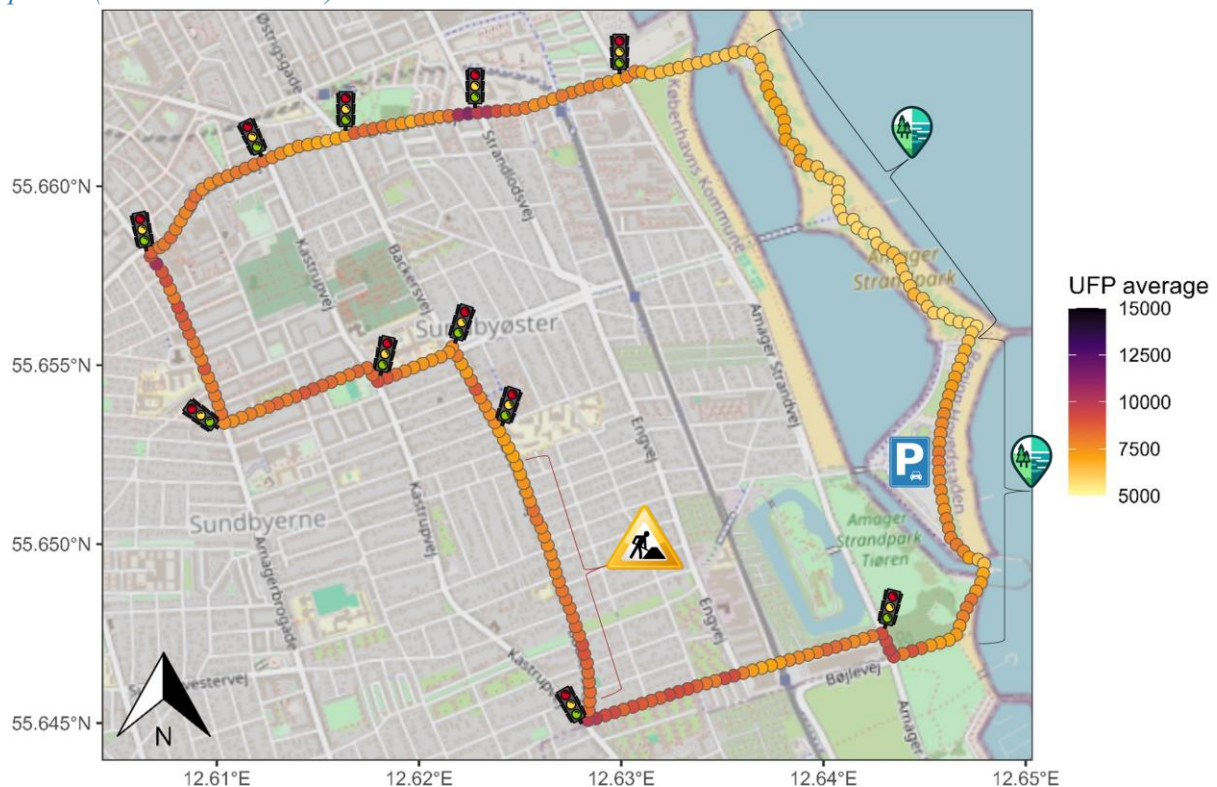 Østrigsgade
Københavns Kommune
Strandlodsvej
Kastrupvej
Backersvej
55.660°N
Amager
Strandpark
UFP average
15000
12500
10000
7500
5000
Sundbyøster
55.655°N
Amager Strandvej
Engvej
P
Sundbyerne
Kastrupvej
Amager
Strandpark
Tiøren
55.650°N
Amagerbrogade
Engvej
Bøjlevej
Amager
55.645°N
N
12.61°E
12.62°E
12.63°E
12.64°E
12.65°E